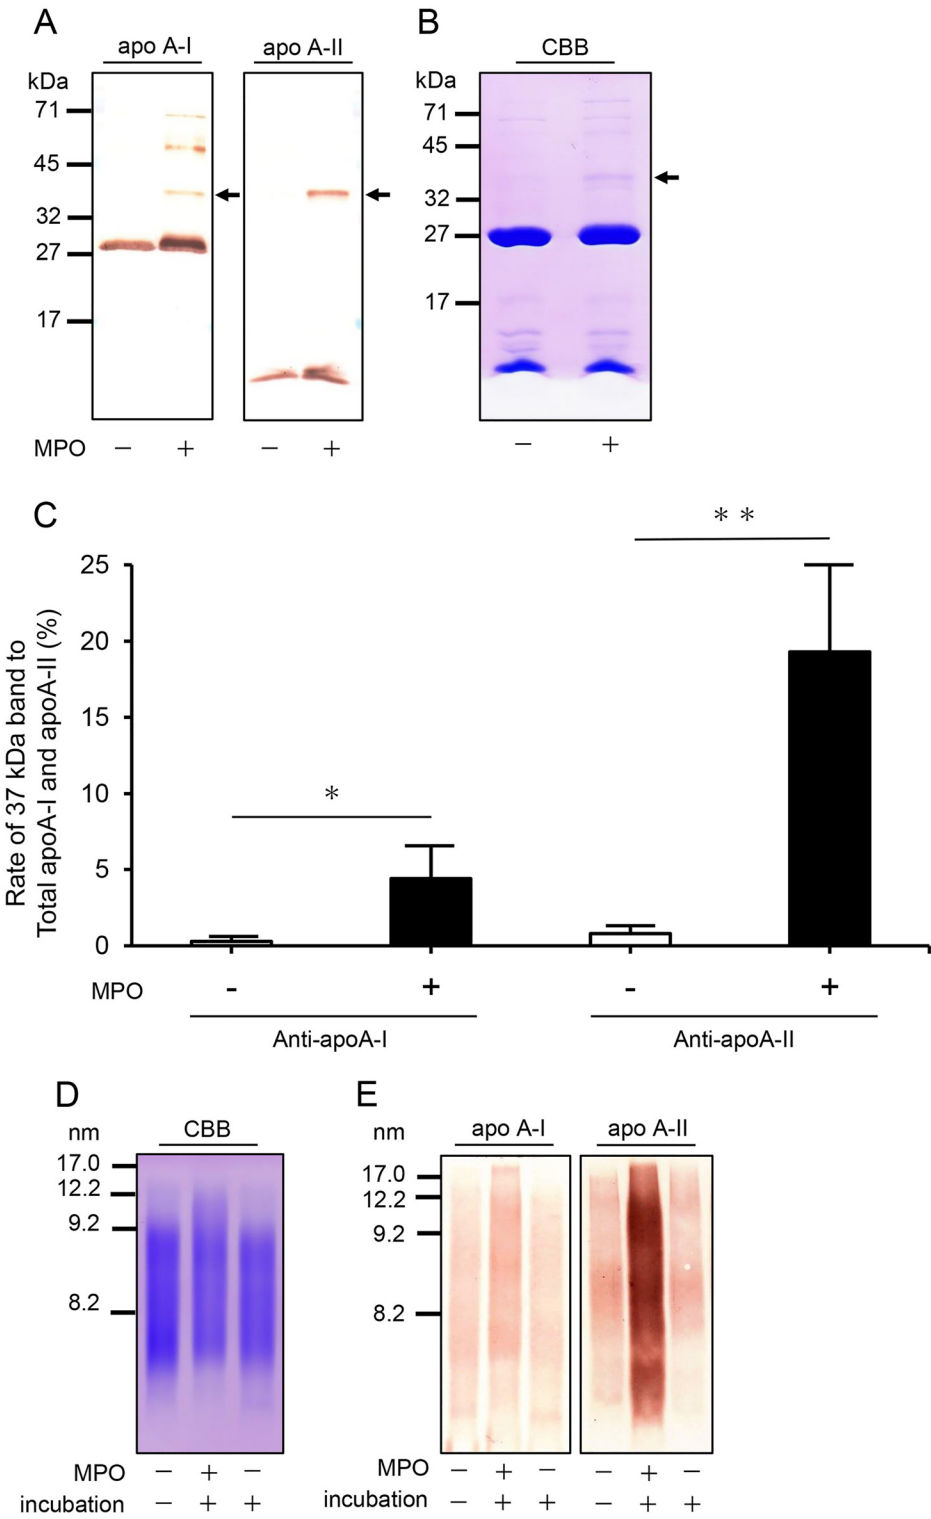 A
B
apo A-I
apo A-II
CBB
kDa
71
45
32
27
17
kDa
71
45
32
27
17
MPO
− + − +
− +
C
* *
*
Rate of 37 kDa band to
Total apoA-I and apoA-II (%)
25
20
15
10
5
0
MPO
- + - +
Anti-apoA-I
Anti-apoA-II
D
E
nm
CBB
17.0
12.2
9.2
8.2
nm
apo A-I
apo A-II
17.0
12.2
9.2
8.2
MPO − + −
incubation − + +
MPO − + − − + −
incubation − + + − + +